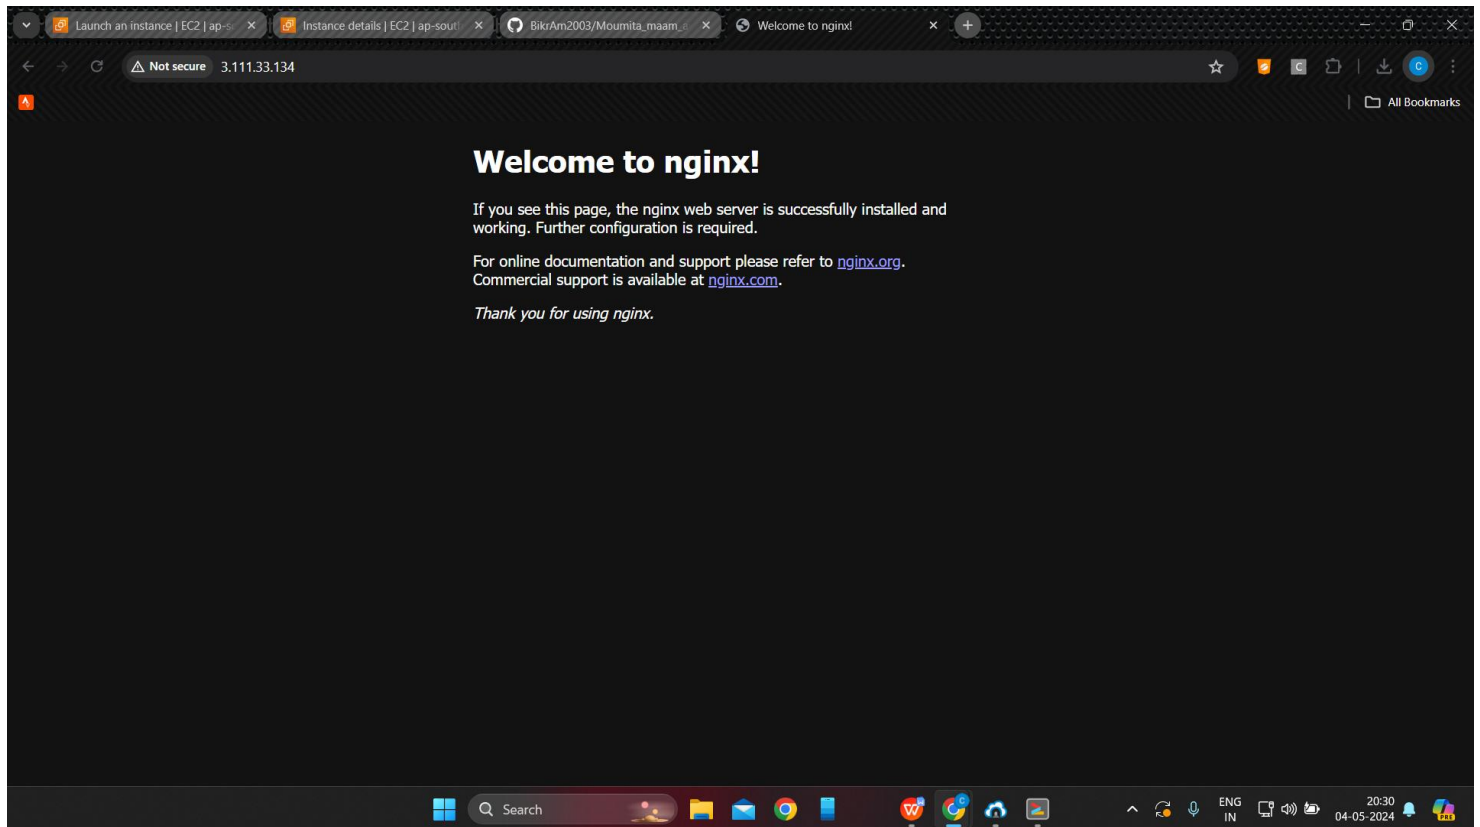 Launch an instance | EC2 | ap-s
Instance details | EC2 | ap-sout
BikrAm2003/Moumita_maam_
Welcome to nginx!
Not secure 3.111.33.134
C
C
All Bookmarks
Welcome to nginx!
If you see this page, the nginx web server is successfully installed and
working. Further configuration is required.
For online documentation and support please refer to nginx.org.
Commercial support is available at nginx.com.
Thank you for using nginx.
Search
W
C
ENG
IN
20:30
04-05-2024
PRE